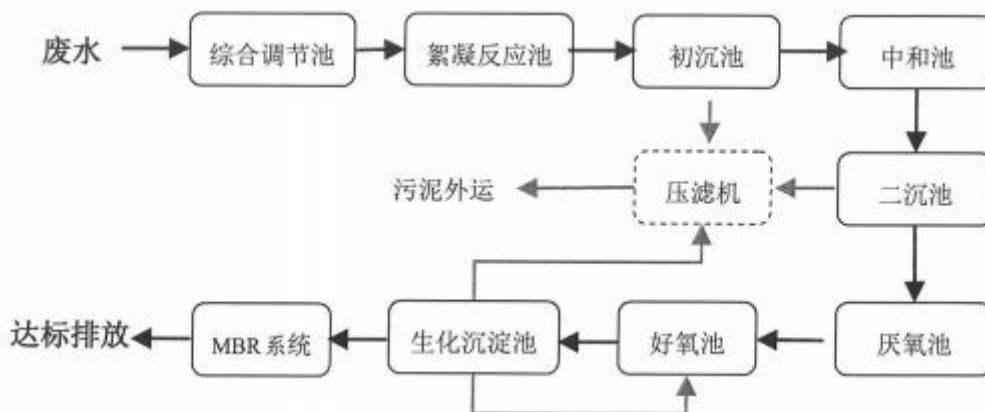 废水
综合调节池
絮凝反应池
初沉池
中和池
污泥外运
压滤机
二沉池
达标排放
MBR系统
生化沉淀池
好氧池
厌氧池